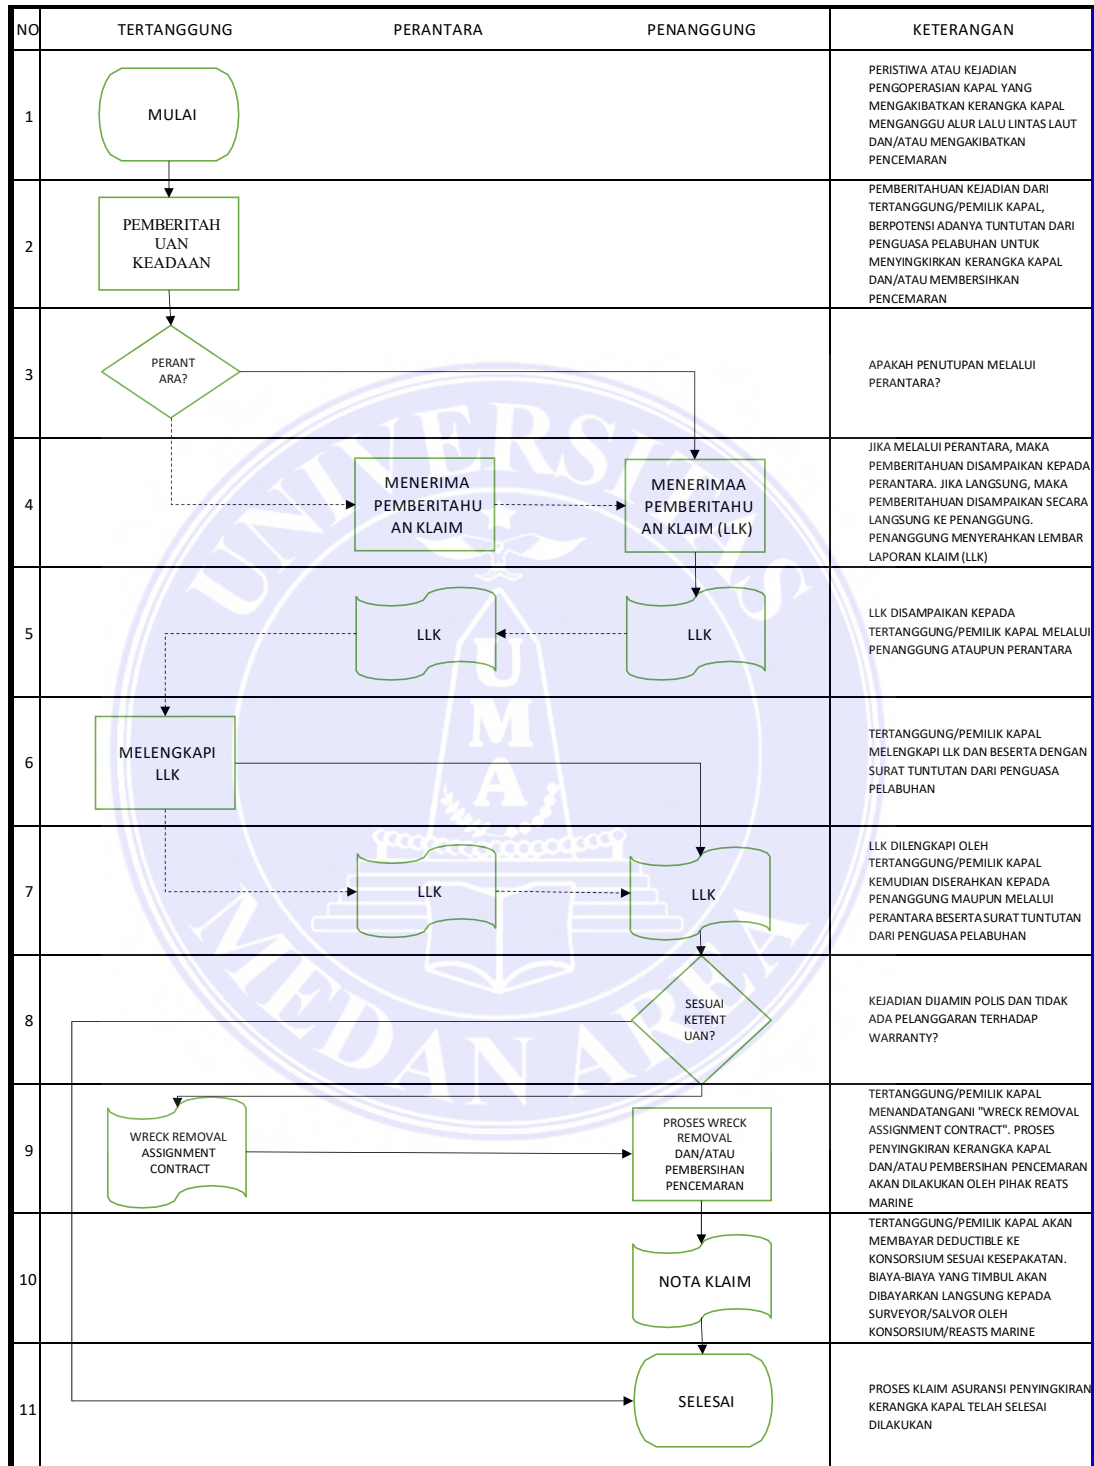 NO TERTANGGUNG PERANTARA PENANGGUNG KETERANGAN
1
MULAI
PERISTIWA ATAU KEJADIAN
PENGOPERASIAN KAPAL YANG
MENGAKIBATKAN KERANGKA KAPAL
MENGANGGU ALUR LALU LINTAS LAUT
DAN/ATAU MENGAKIBATKAN
PENCEMARAN
2
PEMBERITAH
UAN
KEADAAN
PEMBERITAHUAN KEJADIAN DARI
TERTANGGUNG/PEMILIK KAPAL,
BERPOTENSI ADANYA TUNTUTAN DARI
PENGUASA PELABUHAN UNTUK
MENYINGKIRKAN KERANGKA KAPAL
DAN/ATAU MEMBERSIHKAN
PENCEMARAN
3
PERANT
ARA?
APAKAH PENUTUPAN MELALUI
PERANTARA?
4
MENERIMA
PEMBERITAHU
AN KLAIM
MENERIMAA
PEMBERITAHU
AN KLAIM (LLK)
JIKA MELALUI PERANTARA, MAKA
PEMBERITAHUAN DISAMPAIKAN KEPADA
PERANTARA. JIKA LANGSUNG, MAKA
PEMBERITAHUAN DISAMPAIKAN SECARA
LANGSUNG KE PENANGGUNG.
PENANGGUNG MENYERAHKAN LEMBAR
LAPORAN KLAIM (LLK)
5
LLK
LLK
LLK DISAMPAIKAN KEPADA
TERTANGGUNG/PEMILIK KAPAL MELALUI
PENANGGUNG ATAUPUN PERANTARA
6
MELENGKAPI
LLK
TERTANGGUNG/PEMILIK KAPAL
MELENGKAPI LLK DAN BESERTA DENGAN
SURAT TUNTUTAN DARI PENGUASA
PELABUHAN
7
LLK
LLK
LLK DILENGKAPI OLEH
TERTANGGUNG/PEMILIK KAPAL
KEMUDIAN DISERAHKAN KEPADA
PENANGGUNG MAUPUN MELALUI
PERANTARA BESERTA SURAT TUNTUTAN
DARI PENGUASA PELABUHAN
8
SESUAI
KETENT
UAN?
KEJADIAN DIJAMIN POLIS DAN TIDAK
ADA PELANGGARAN TERHADAP
WARRANTY?
9
WRECK REMOVAL
ASSIGNMENT
CONTRACT
PROSES WRECK
REMOVAL
DAN/ATAU
PEMBERSIHAN
PENCEMARAN
TERTANGGUNG/PEMILIK KAPAL
MENANDATANGANI "WRECK REMOVAL
ASSIGNMENT CONTRACT". PROSES
PENYINGKIRAN KERANGKA KAPAL
DAN/ATAU PEMBERSIHAN PENCEMARAN
AKAN DILAKUKAN OLEH PIHAK REATS
MARINE
10
NOTA KLAIM
TERTANGGUNG/PEMILIK KAPAL AKAN
MEMBAYAR DEDUCTIBLE KE
KONSORSIUM SESUAI KESEPAKATAN.
BIAYA-BIAYA YANG TIMBUL AKAN
DIBAYARKAN LANGSUNG KEPADA
SURVEYOR/SALVOR OLEH
KONSORSIUM/REASTS MARINE
11
SELESAI
PROSES KLAIM ASURANSI PENYINGKIRAN
KERANGKA KAPAL TELAH SELESAI
DILAKUKAN
UNIVERSITAS
MEDAN AREA
UMA